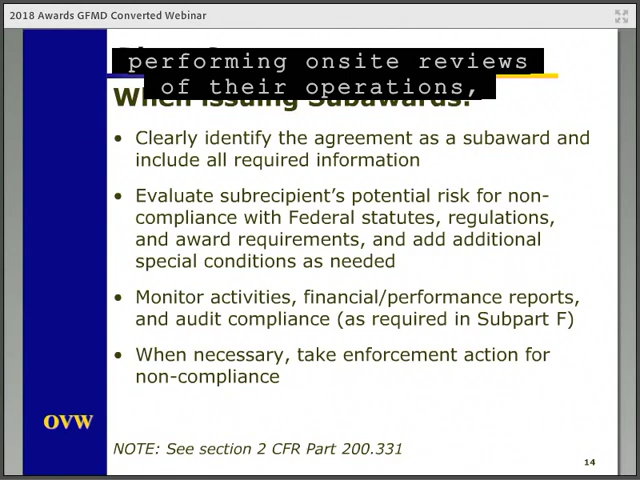 2018 Awards GFMD Converted Webinar
performing onsite reviews
of their operations,
When Issuing Subawards:
• Clearly identify the agreement as a subaward and
include all required information
• Evaluate subrecipient's potential risk for non-
compliance with Federal statutes, regulations,
and award requirements, and add additional
special conditions as needed
• Monitor activities, financial/performance reports,
and audit compliance (as required in Subpart F)
• When necessary, take enforcement action for
non-compliance
OVW
NOTE: See section 2 CFR Part 200.331
14